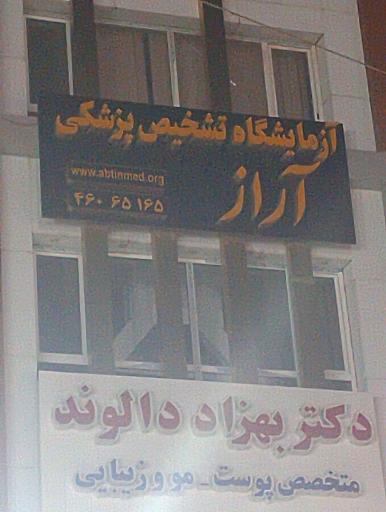 آزمایشگاه تشخیص پزشکی
آراز
www.abtinmed.org
۴۶۰ ۶۵ ۱۶۵
دکتر بهزاد دالوند
متخصص پوست - مو و زیبایی